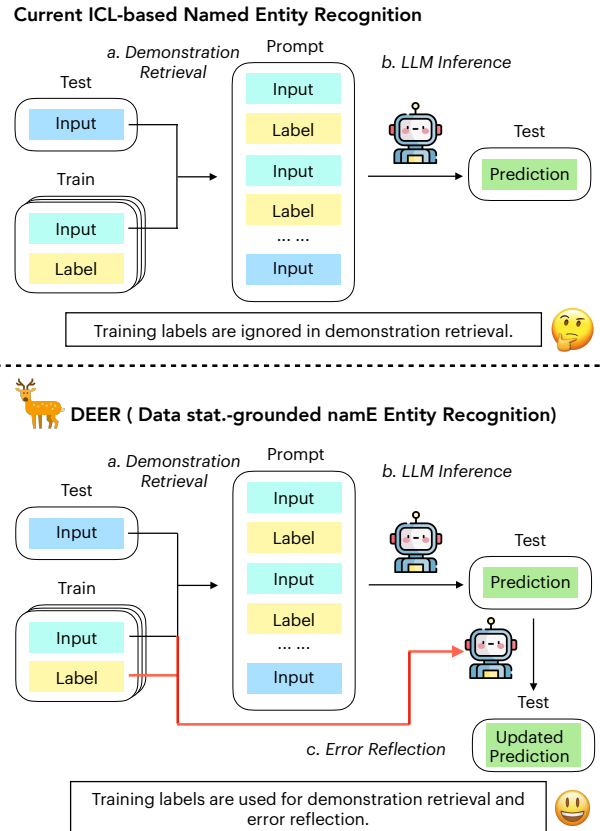 Current ICL-based Named Entity Recognition
a. Demonstration
Retrieval
Prompt
b. LLM Inference
Test
Input
Train
Input
Label
Input
Label
Input
Label
... ...
Input
Test
Prediction
Training labels are ignored in demonstration retrieval.
DEER ( Data stat.-grounded namE Entity Recognition)
a. Demonstration
Retrieval
Prompt
b. LLM Inference
Test
Input
Train
Input
Label
Input
Label
Input
Label
... ...
Input
Test
Prediction
Test
Updated
Prediction
c. Error Reflection
Training labels are used for demonstration retrieval and
error reflection.